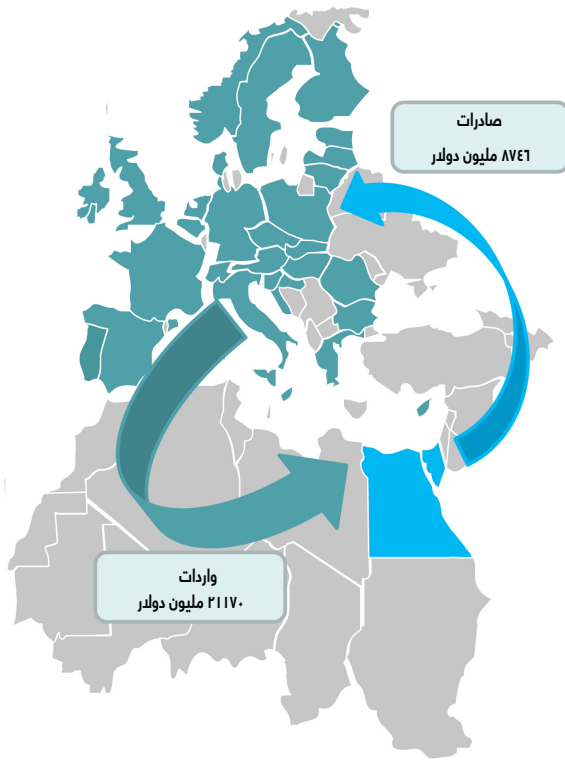 صادرات
٨٧٤٦ مليون دولار
واردات
٢١١٧٠ مليون دولار